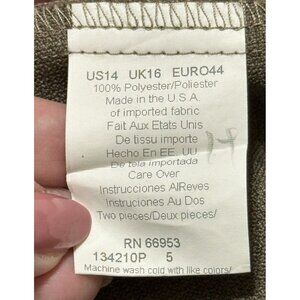 US14 UK16 EURO44
100% Polyester/Poliester
Made in the U.S.A.
of imported fabric
Fait Aux Etats Unis
De tissu importe
Hecho En EE. UU
De tela importada
Care Over
Instrucciones AlReves
Instruciones Au Dos
Two pieces/Deux pieces/
RN 66953
134210P 5
Machine wash cold with like colors/